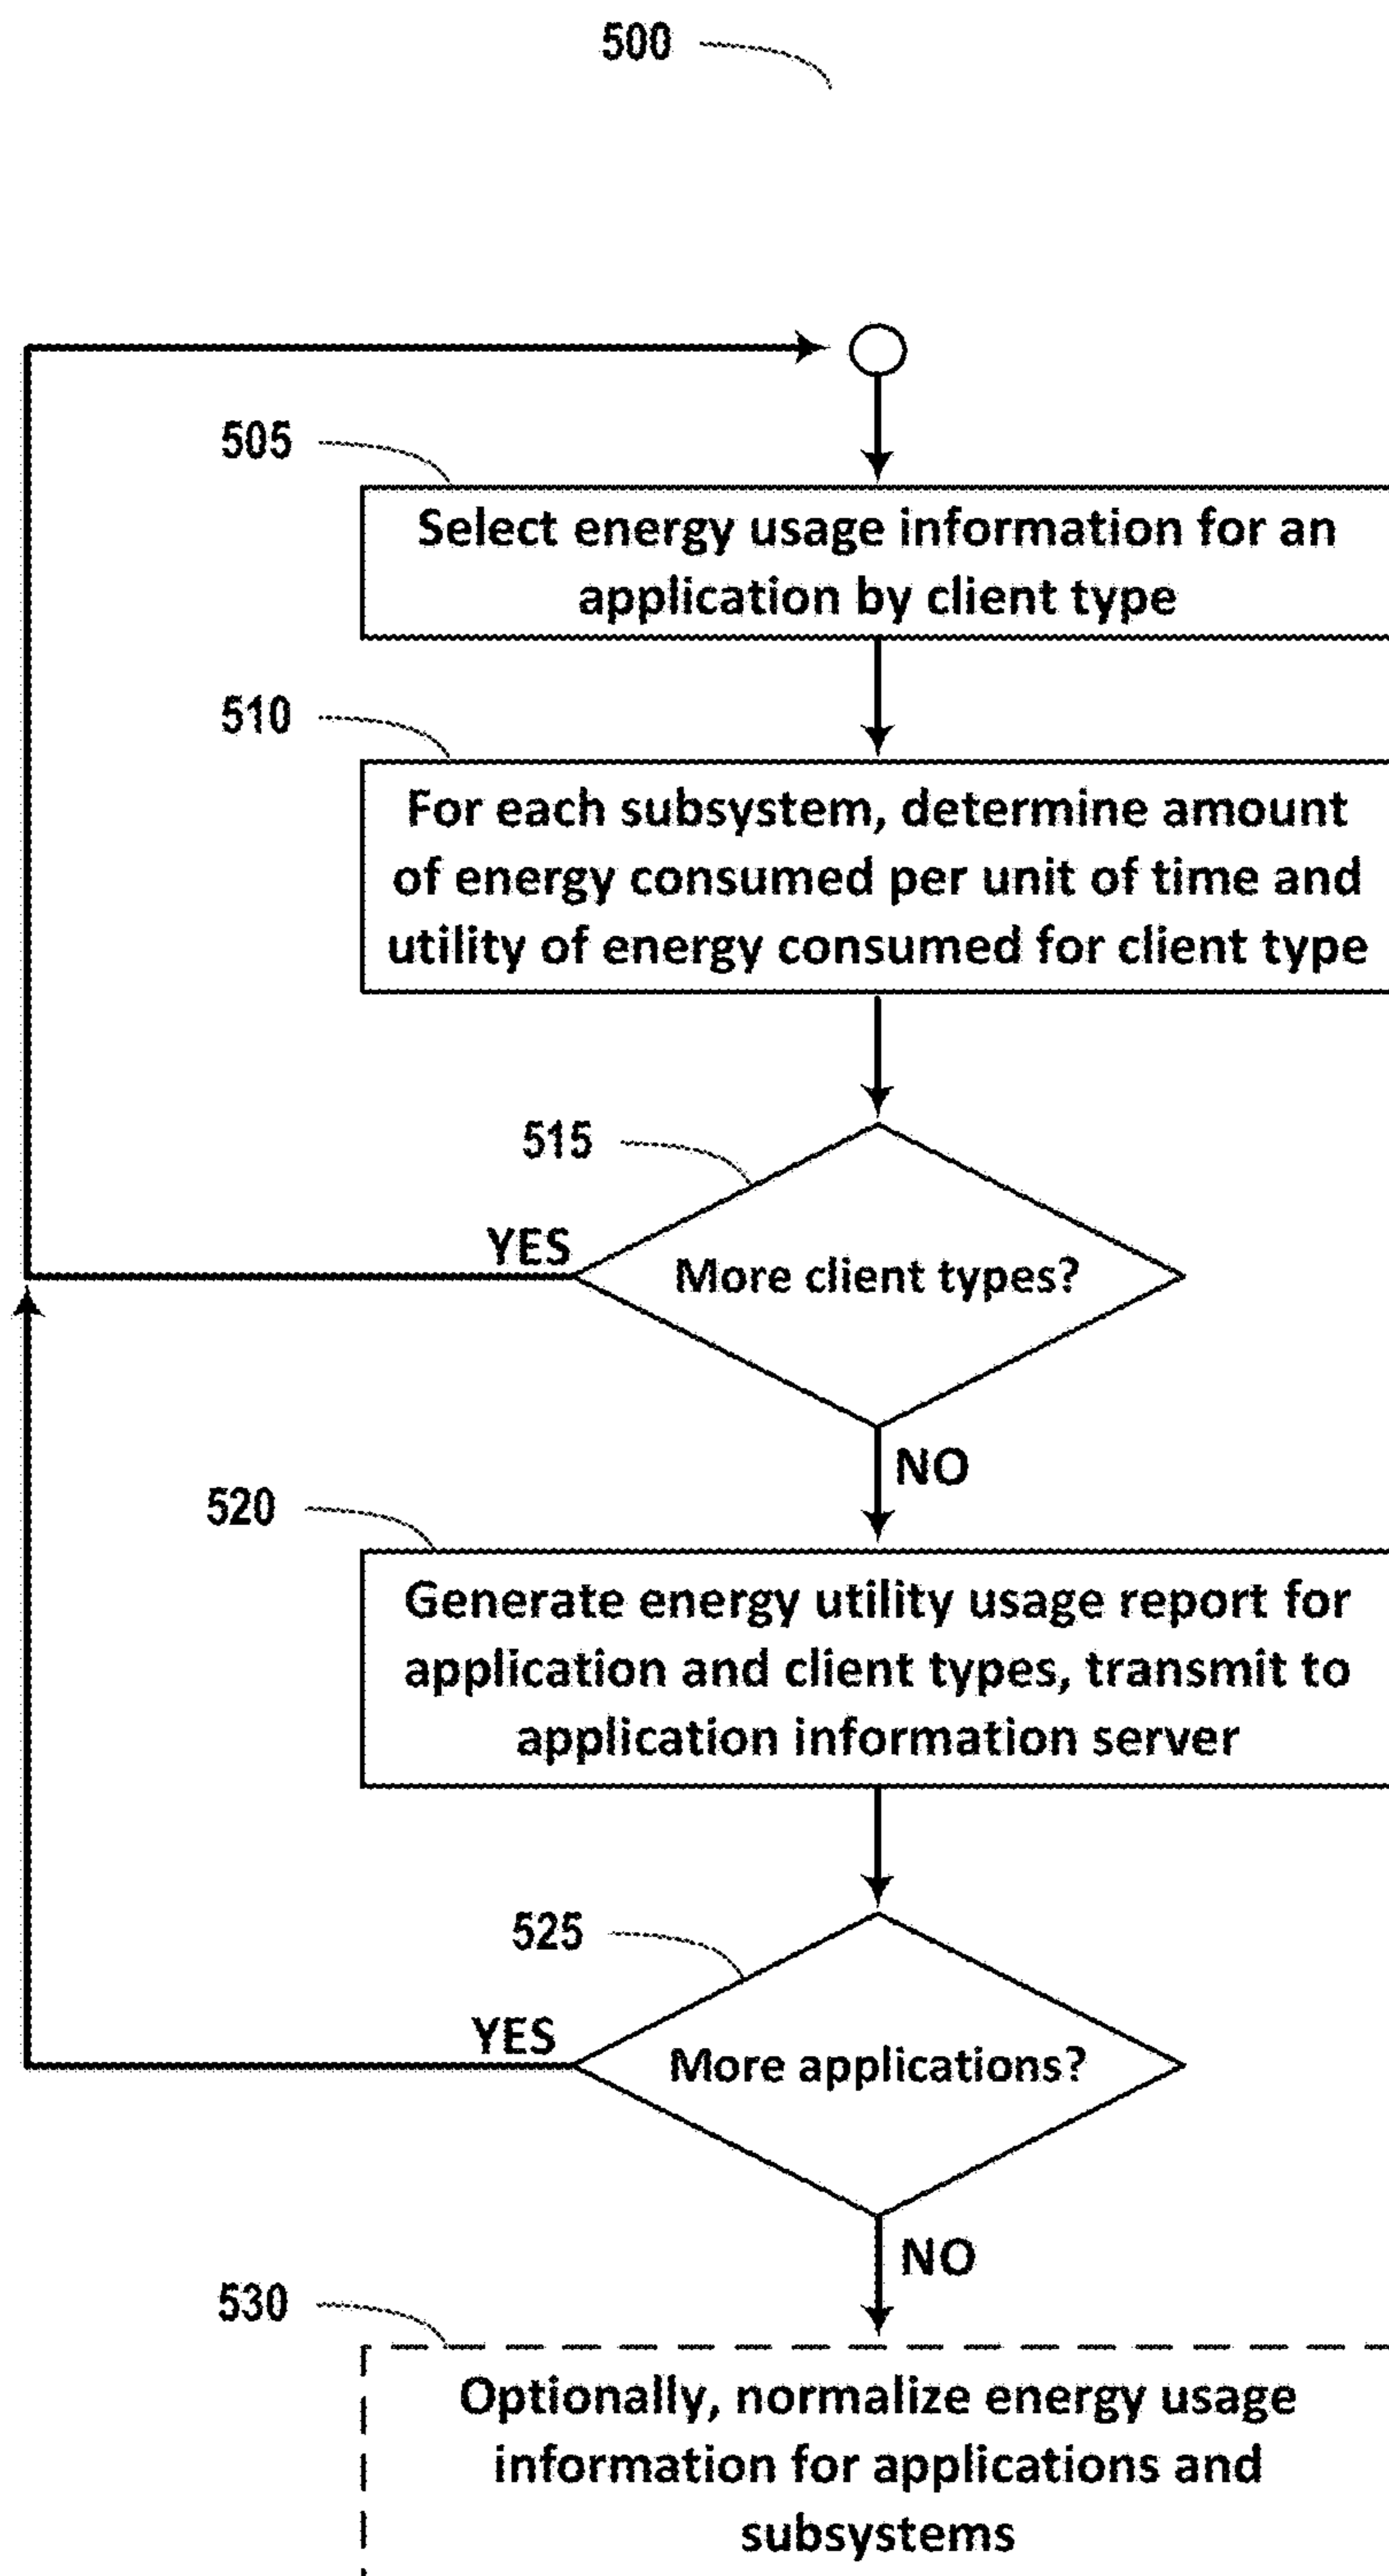 500
505
Select energy usage information for an
application by client type
510
For each subsystem, determine amount
of energy consumed per unit of time and
utility of energy consumed for client type
515
YES
More client types?
NO
520
Generate energy utility usage report for
application and client types, transmit to
application information server
525
YES
More applications?
NO
530
Optionally, normalize energy usage
information for applications and
subsystems